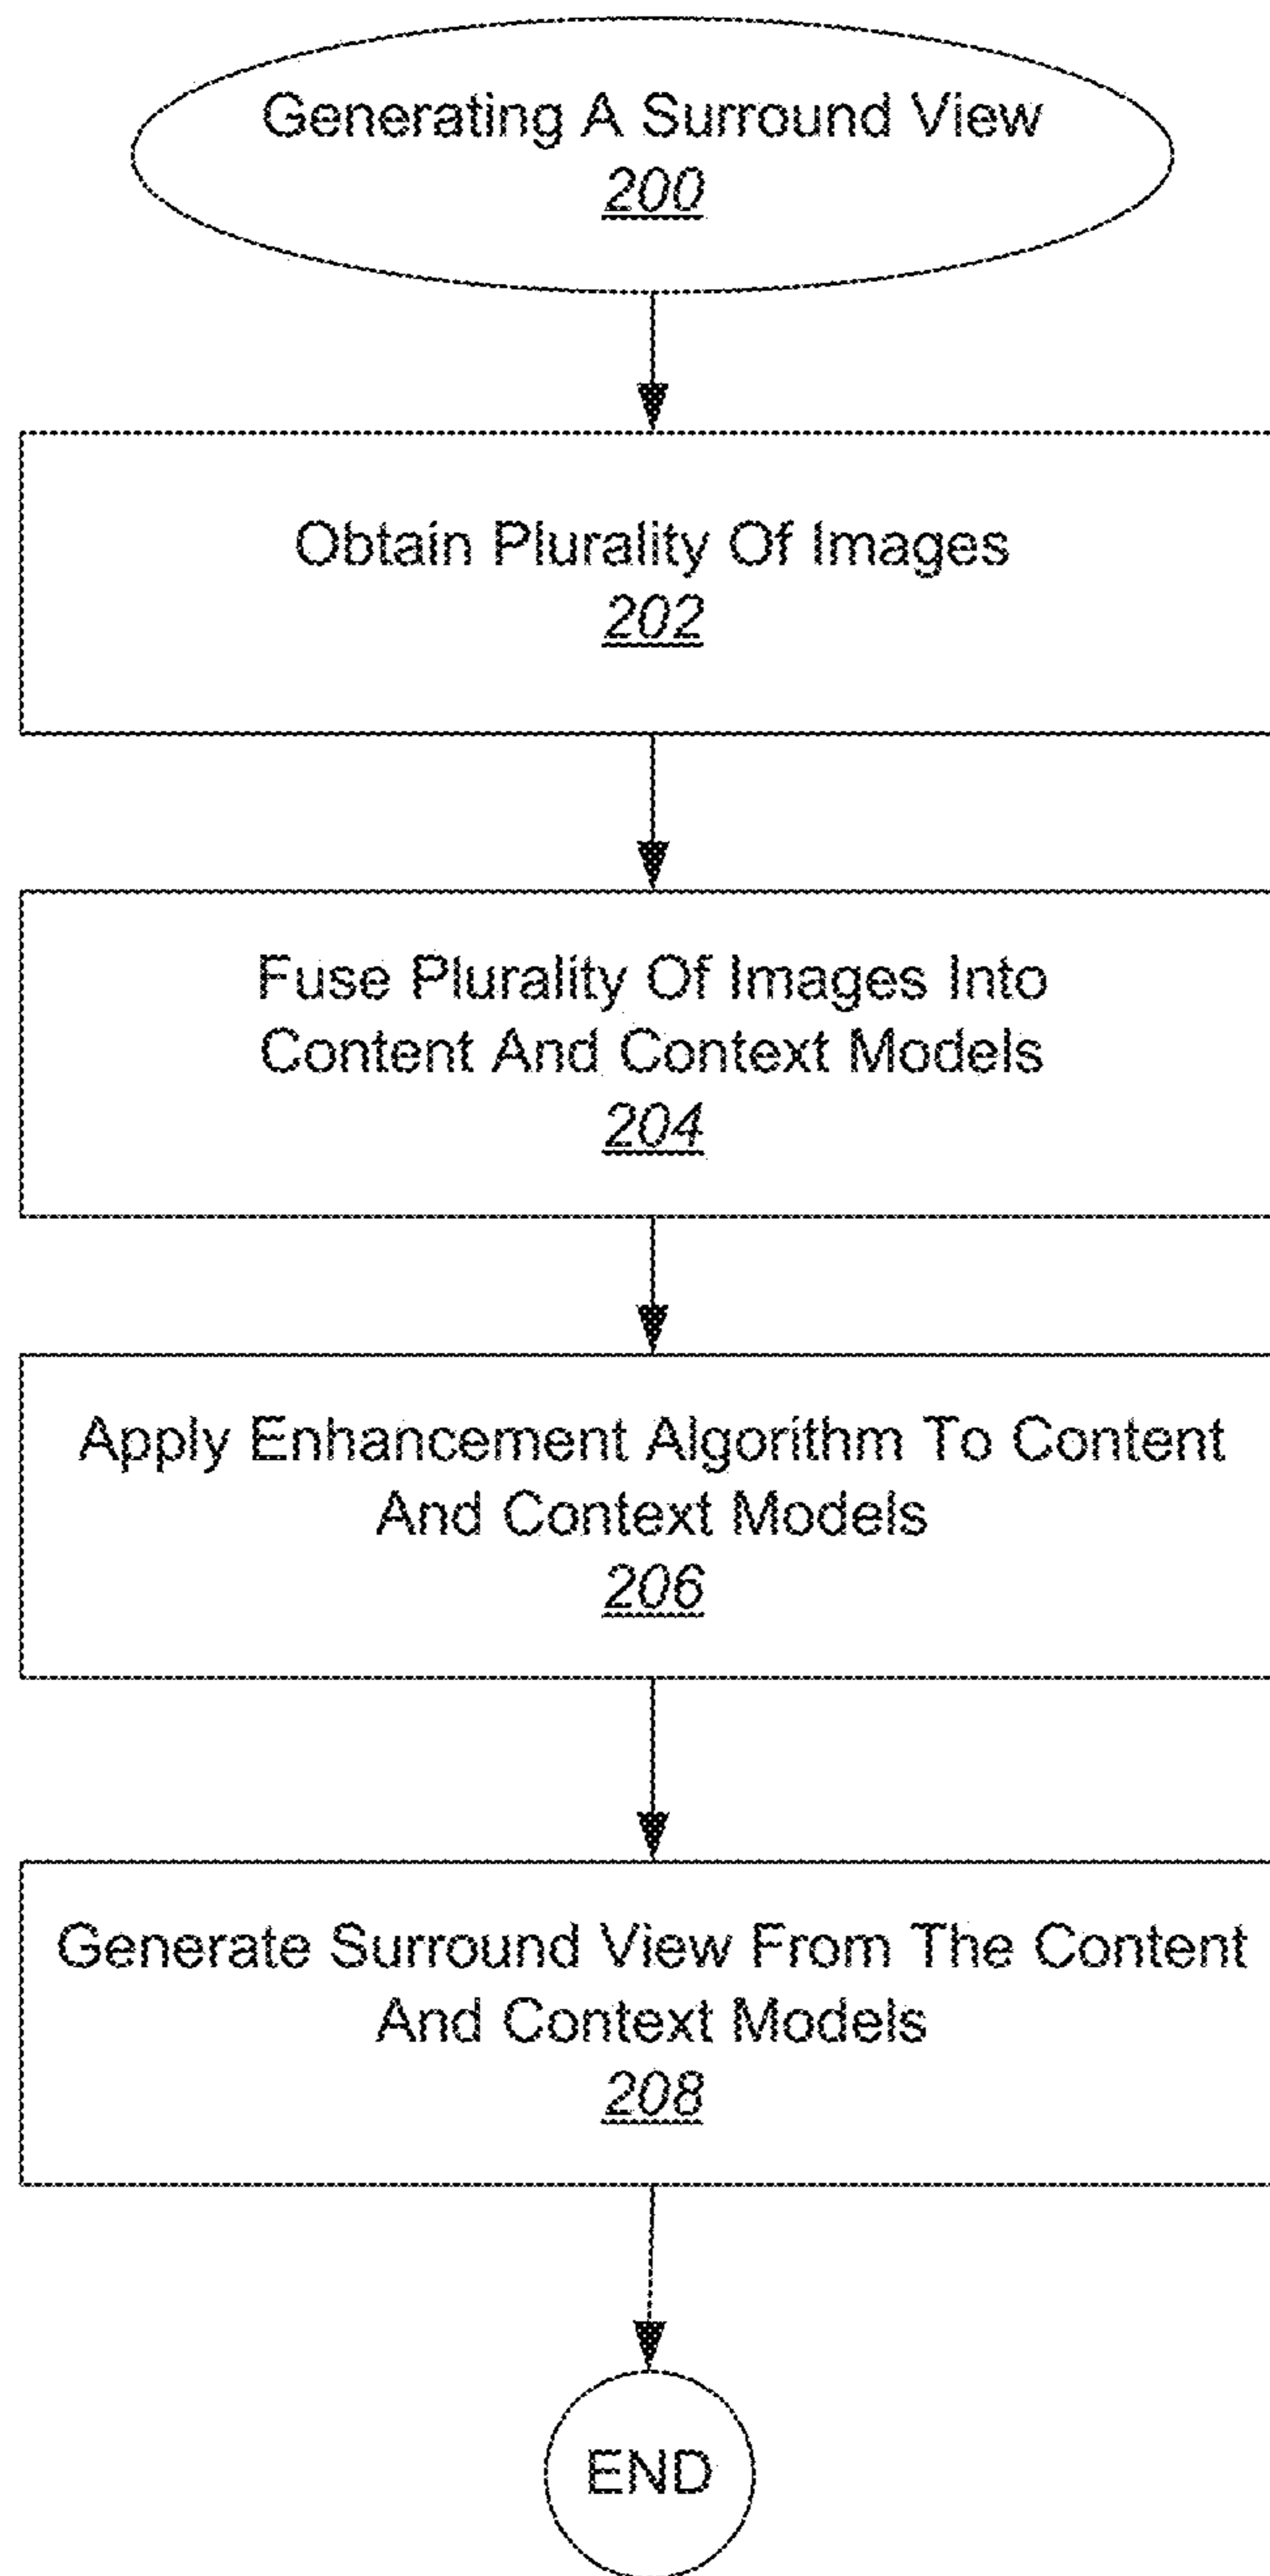 Generating A Surround View
200
Obtain Plurality Of Images
202
Fuse Plurality Of Images Into
Content And Context Models
204
Apply Enhancement Algorithm To Content
And Context Models
206
Generate Surround View From The Content
And Context Models
208
END